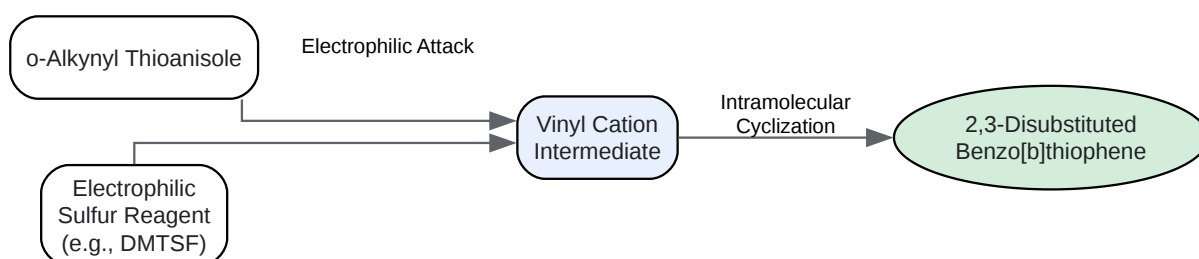 o-Alkynyl Thioanisole
Electrophilic Attack
Electrophilic
Sulfur Reagent
(e.g., DMTSF)
Vinyl Cation
Intermediate
Intramolecular
Cyclization
2,3-Disubstituted
Benzo[b]thiophene